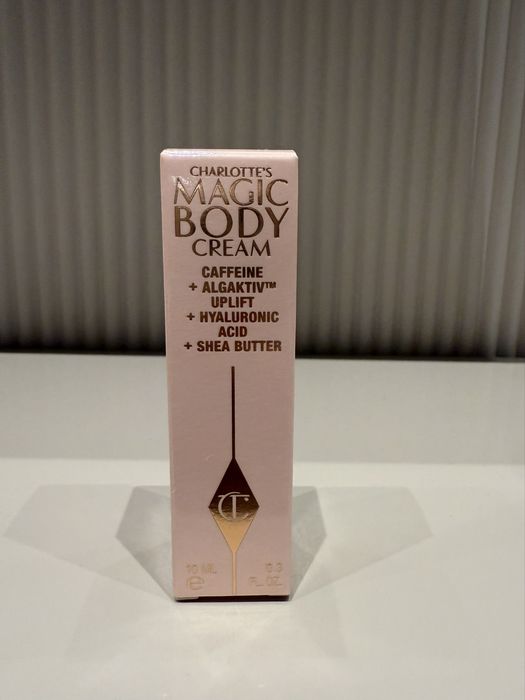 CHARLOTTE'S
MAGIC
BODY
CREAM
CAFFEINE
+ ALGAKTIV™
UPLIFT
+ HYALURONIC
ACID
+ SHEA BUTTER
CT
10 ML 0.3
e FL. OZ.